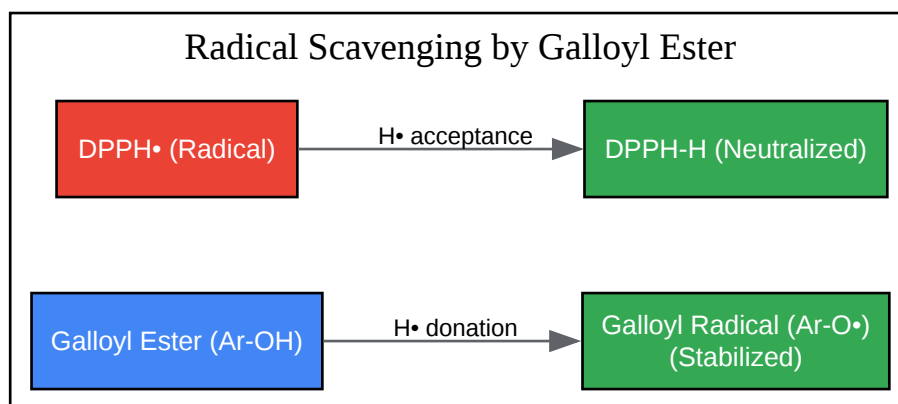 Radical Scavenging by Galloyl Ester
DPPH• (Radical)
H• acceptance
DPPH-H (Neutralized)
Galloyl Ester (Ar-OH)
H• donation
Galloyl Radical (Ar-O•)
(Stabilized)